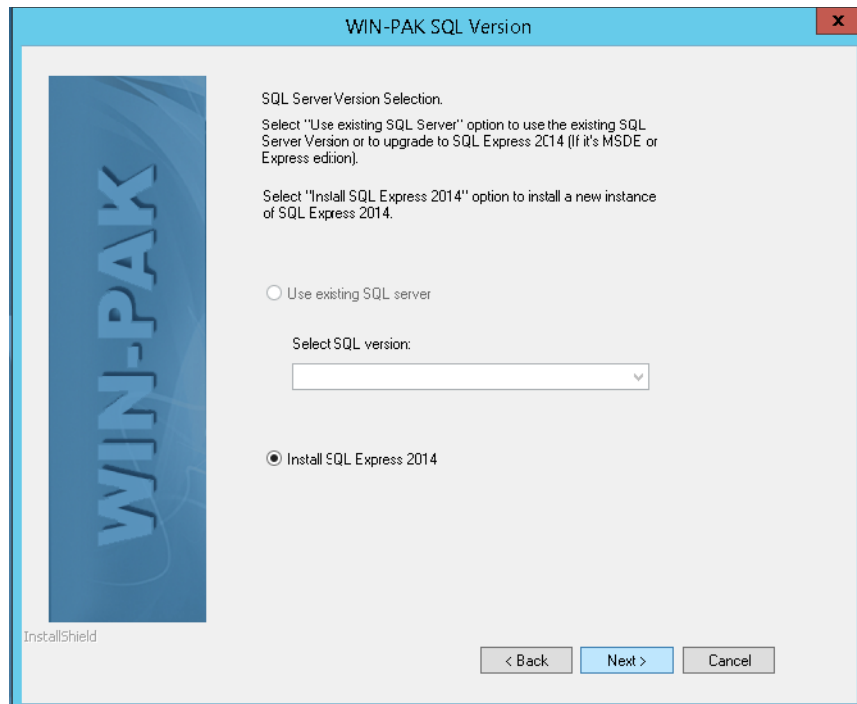 WIN-PAK SQL Version
x
WIN-PAK
SQL Server Version Selection.
Select "Use existing SQL Server" option to use the existing SQL
Server Version or to upgrade to SQL Express 2014 (If it's MSDE or
Express edition).
Select "Install SQL Express 2014" option to install a new instance
of SQL Express 2014.
Use existing SQL server
Select SQL version:
Install SQL Express 2014
InstallShield
< Back
Next >
Cancel